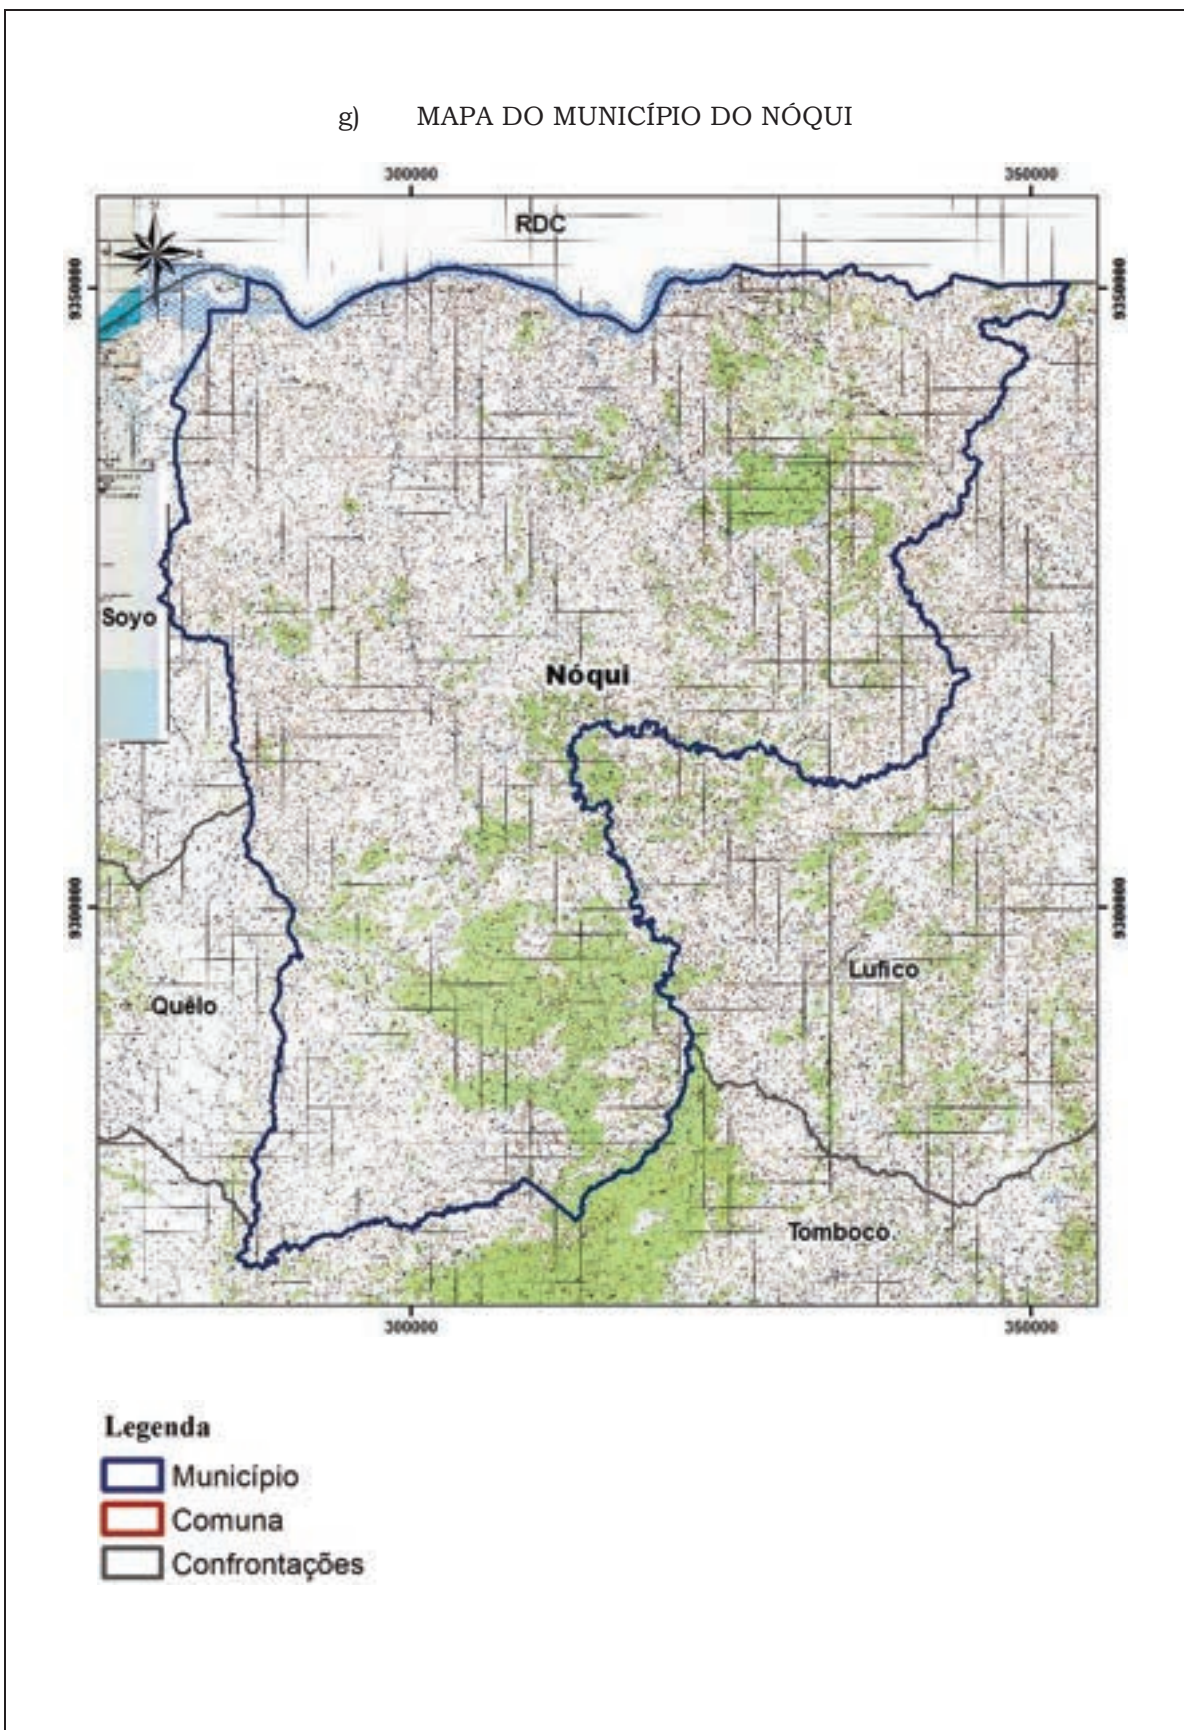 g) MAPA DO MUNICÍPIO DO NÓQUI
300000 350000
RDC
9350000 9350000
Soyo
Nóqui
9300000 9300000
Lufico
Quêlo
Tomboco
300000 350000
Legenda
Município
Comuna
Confrontações